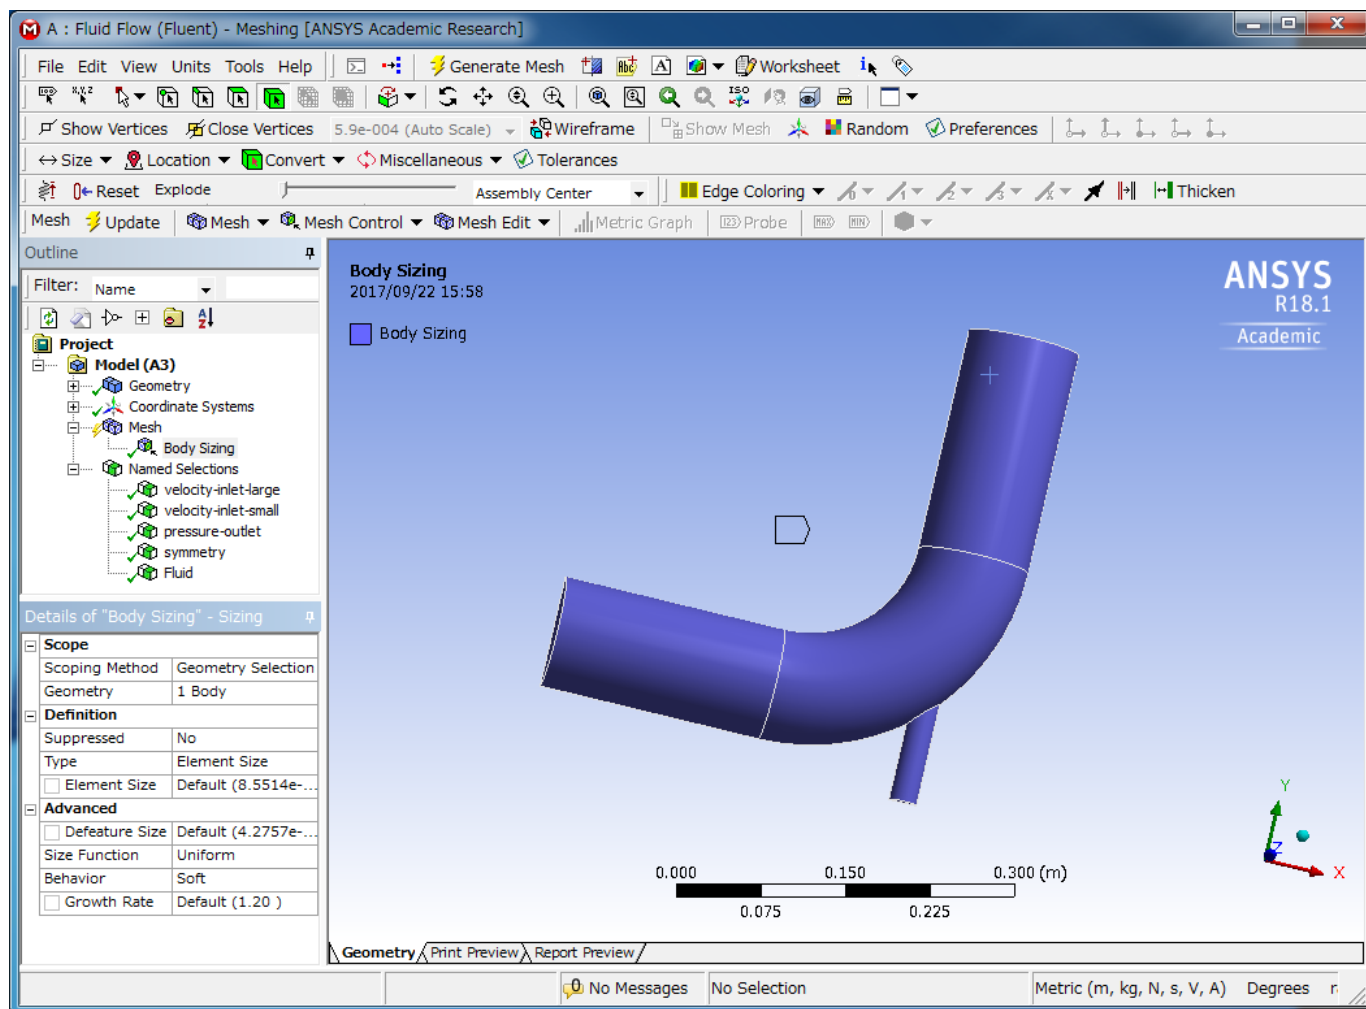 A : Fluid Flow (Fluent) - Meshing [ANSYS Academic Research]
File Edit View Units Tools Help Generate Mesh Worksheet
Show Vertices Close Vertices 5.9e-004 (Auto Scale) Wireframe Show Mesh Random Preferences
Size Location Convert Miscellaneous Tolerances
Reset Explode Assembly Center Edge Coloring Thicken
Mesh Update Mesh Mesh Control Mesh Edit Metric Graph Probe
Outline
Filter: Name
Project
Model (A3)
Geometry
Coordinate Systems
Mesh
Body Sizing
Named Selections
velocity-inlet-large
velocity-inlet-small
pressure-outlet
symmetry
Fluid
Details of "Body Sizing" - Sizing
Scope
Scoping Method Geometry Selection
Geometry 1 Body
Definition
Suppressed No
Type Element Size
Element Size Default (8.5514e-...
Advanced
Defeature Size Default (4.2757e-...
Size Function Uniform
Behavior Soft
Growth Rate Default (1.20 )
Body Sizing
2017/09/22 15:58
Body Sizing
ANSYS
R18.1
Academic
Y
Z
X
0.000 0.150 0.300 (m)
0.075 0.225
Geometry Print Preview Report Preview
0 No Messages No Selection Metric (m, kg, N, s, V, A) Degrees